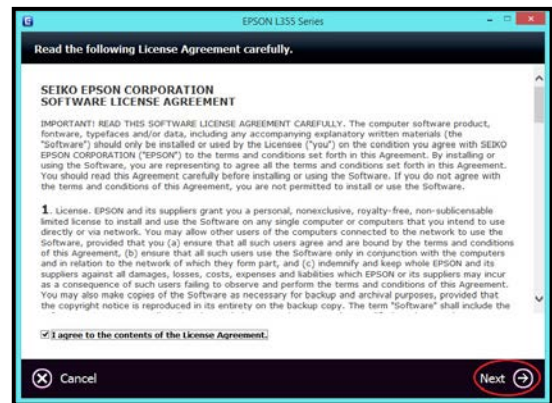 EPSON L355 Series
Read the following License Agreement carefully.
SEIKO EPSON CORPORATION
SOFTWARE LICENSE AGREEMENT
IMPORTANT! READ THIS SOFTWARE LICENSE AGREEMENT CAREFULLY. The computer software product,
fontware, typefaces and/or data, including any accompanying explanatory written materials (the
"Software") should only be installed or used by the Licensee ("you") on the condition you agree with SEIKO
EPSON CORPORATION ("EPSON") to the terms and conditions set forth in this Agreement. By installing or
using the Software, you are representing to agree all the terms and conditions set forth in this Agreement.
You should read this Agreement carefully before installing or using the Software. If you do not agree with
the terms and conditions of this Agreement, you are not permitted to install or use the Software.
1. License. EPSON and its suppliers grant you a personal, nonexclusive, royalty-free, non-sublicensable
limited license to install and use the Software on any single computer or computers that you intend to use
directly or via network. You may allow other users of the computers connected to the network to use the
Software, provided that you (a) ensure that all such users agree and are bound by the terms and conditions
of this Agreement, (b) ensure that all such users use the Software only in conjunction with the computers
and in relation to the network of which they form part, and (c) indemnify and keep whole EPSON and its
suppliers against all damages, losses, costs, expenses and liabilities which EPSON or its suppliers may incur
as a consequence of such users failing to observe and perform the terms and conditions of this Agreement.
You may also make copies of the Software as necessary for backup and archival purposes, provided that
the copyright notice is reproduced in its entirety on the backup copy. The term "Software" shall include the
I agree to the contents of the License Agreement.
Cancel
Next